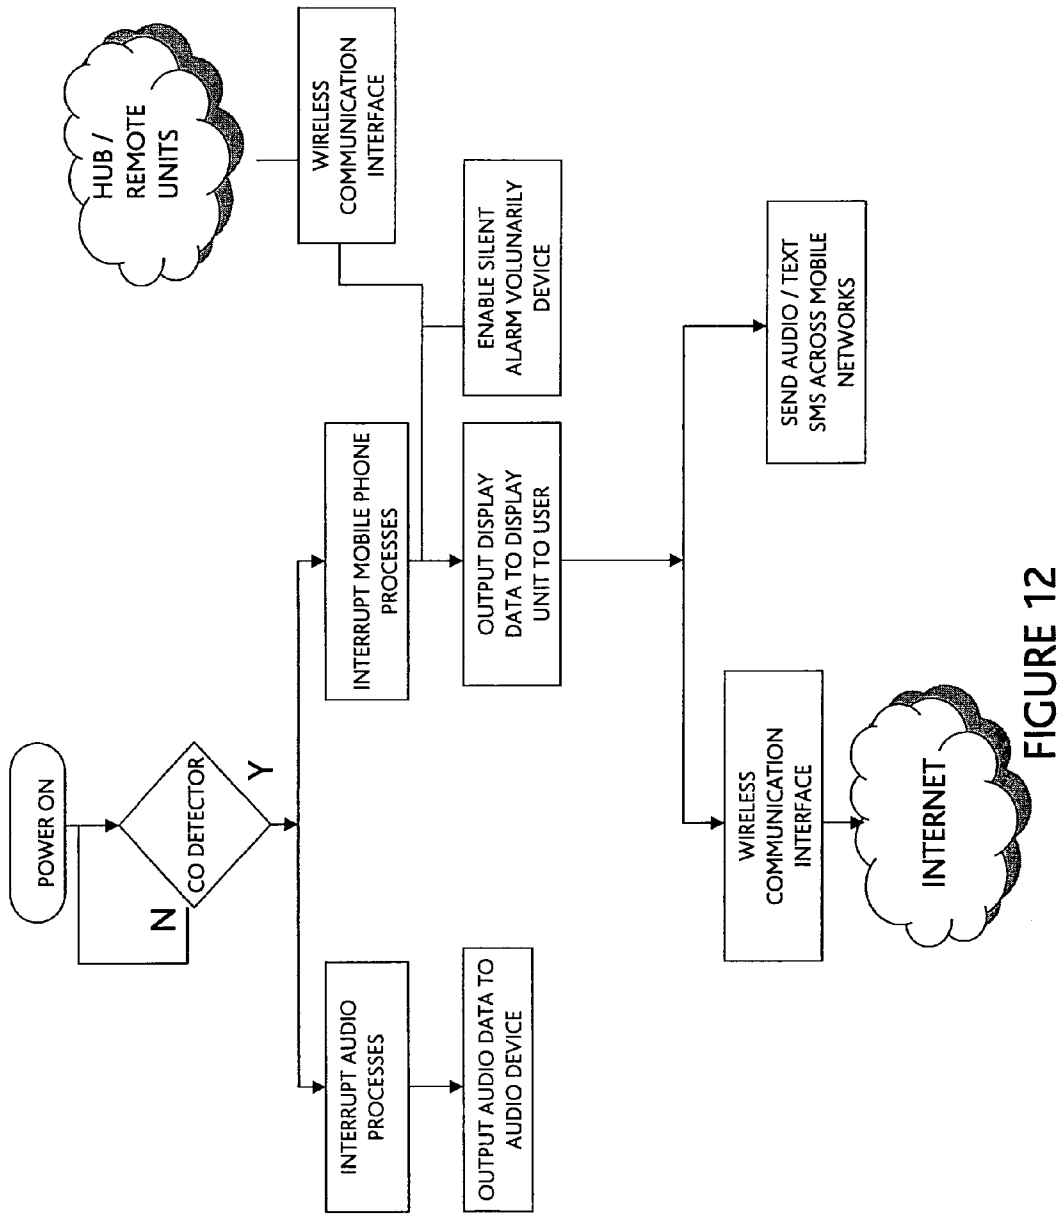 POWER ON
CO DETECTOR
N
Y
INTERRUPT AUDIO
PROCESSES
OUTPUT AUDIO DATA TO
AUDIO DEVICE
INTERRUPT MOBILE PHONE
PROCESSES
OUTPUT DISPLAY
DATA TO DISPLAY
UNIT TO USER
ENABLE SILENT
ALARM VOLUNARILY
DEVICE
WIRELESS
COMMUNICATION
INTERFACE
HUB /
REMOTE
UNITS
WIRELESS
COMMUNICATION
INTERFACE
INTERNET
SEND AUDIO / TEXT
SMS ACROSS MOBILE
NETWORKS
FIGURE 12